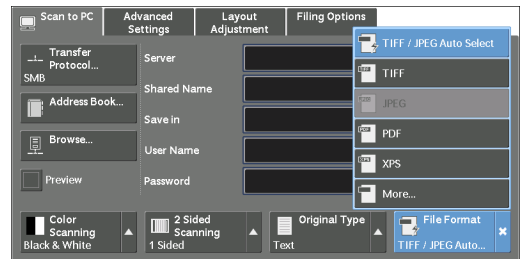 Scan to PC
Advanced
Settings
Layout
Adjustment
Filing Options
Transfer
Protocol...
SMB
Address Book...
Browse...
Preview
Server
Shared Name
Save in
User Name
Password
TIFF / JPEG Auto Select
TIFF
JPEG
PDF
XPS
More...
Color
Scanning
Black & White
2 Sided
Scanning
1 Sided
Original Type
Text
File Format
TIFF / JPEG Auto...